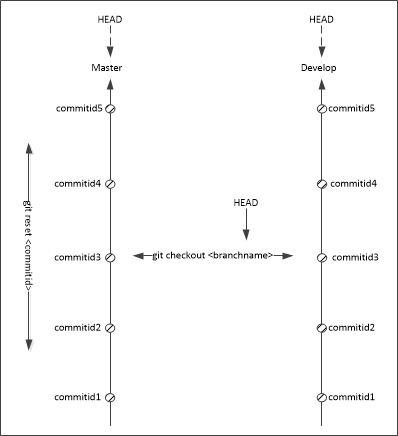 HEAD HEAD
Master Develop
commitid5 commitid5
commitid4 commitid4
git reset <commitid>
HEAD
commitid3 git checkout <branchname> commitid3
commitid2 commitid2
commitid1 commitid1